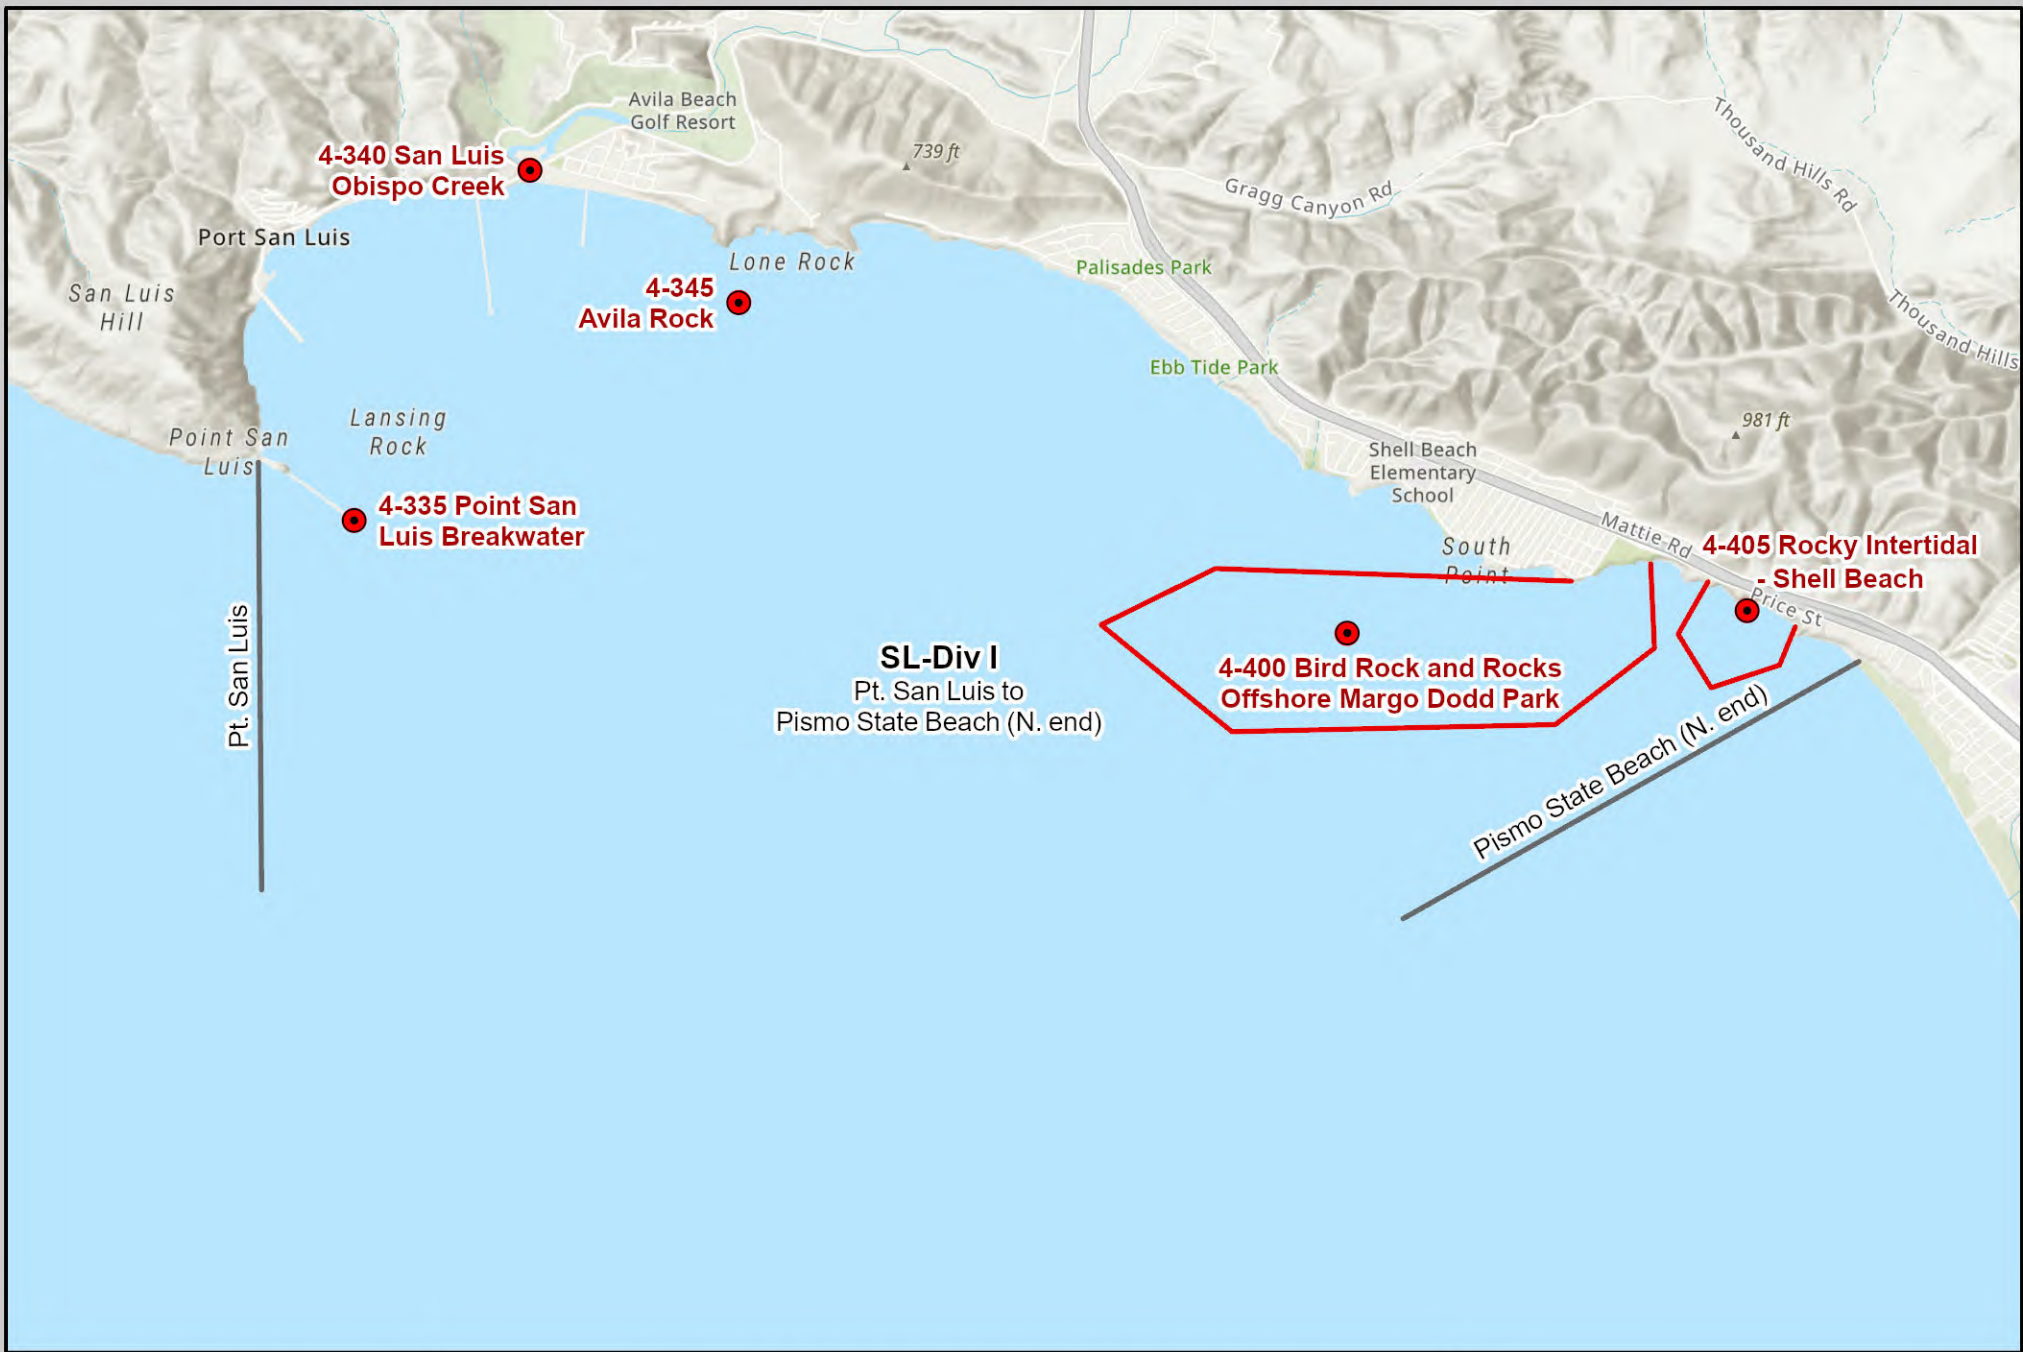 Avila Beach
Golf Resort
739 ft
Thousand Hills Rd
4-340 San Luis
Obispo Creek
Gragg Canyon Rd
Port San Luis
Lone Rock
Palisades Park
San Luis
Hill
4-345
Avila Rock
Thousand Hills
Ebb Tide Park
Lansing
Rock
981 ft
Point San
Luis
Shell Beach
Elementary
School
4-335 Point San
Luis Breakwater
Mattie Rd
South
Point
4-405 Rocky Intertidal
- Shell Beach
Price St
Pt. San Luis
SL-Div I
Pt. San Luis to
Pismo State Beach (N. end)
4-400 Bird Rock and Rocks
Offshore Margo Dodd Park
Pismo State Beach (N. end)